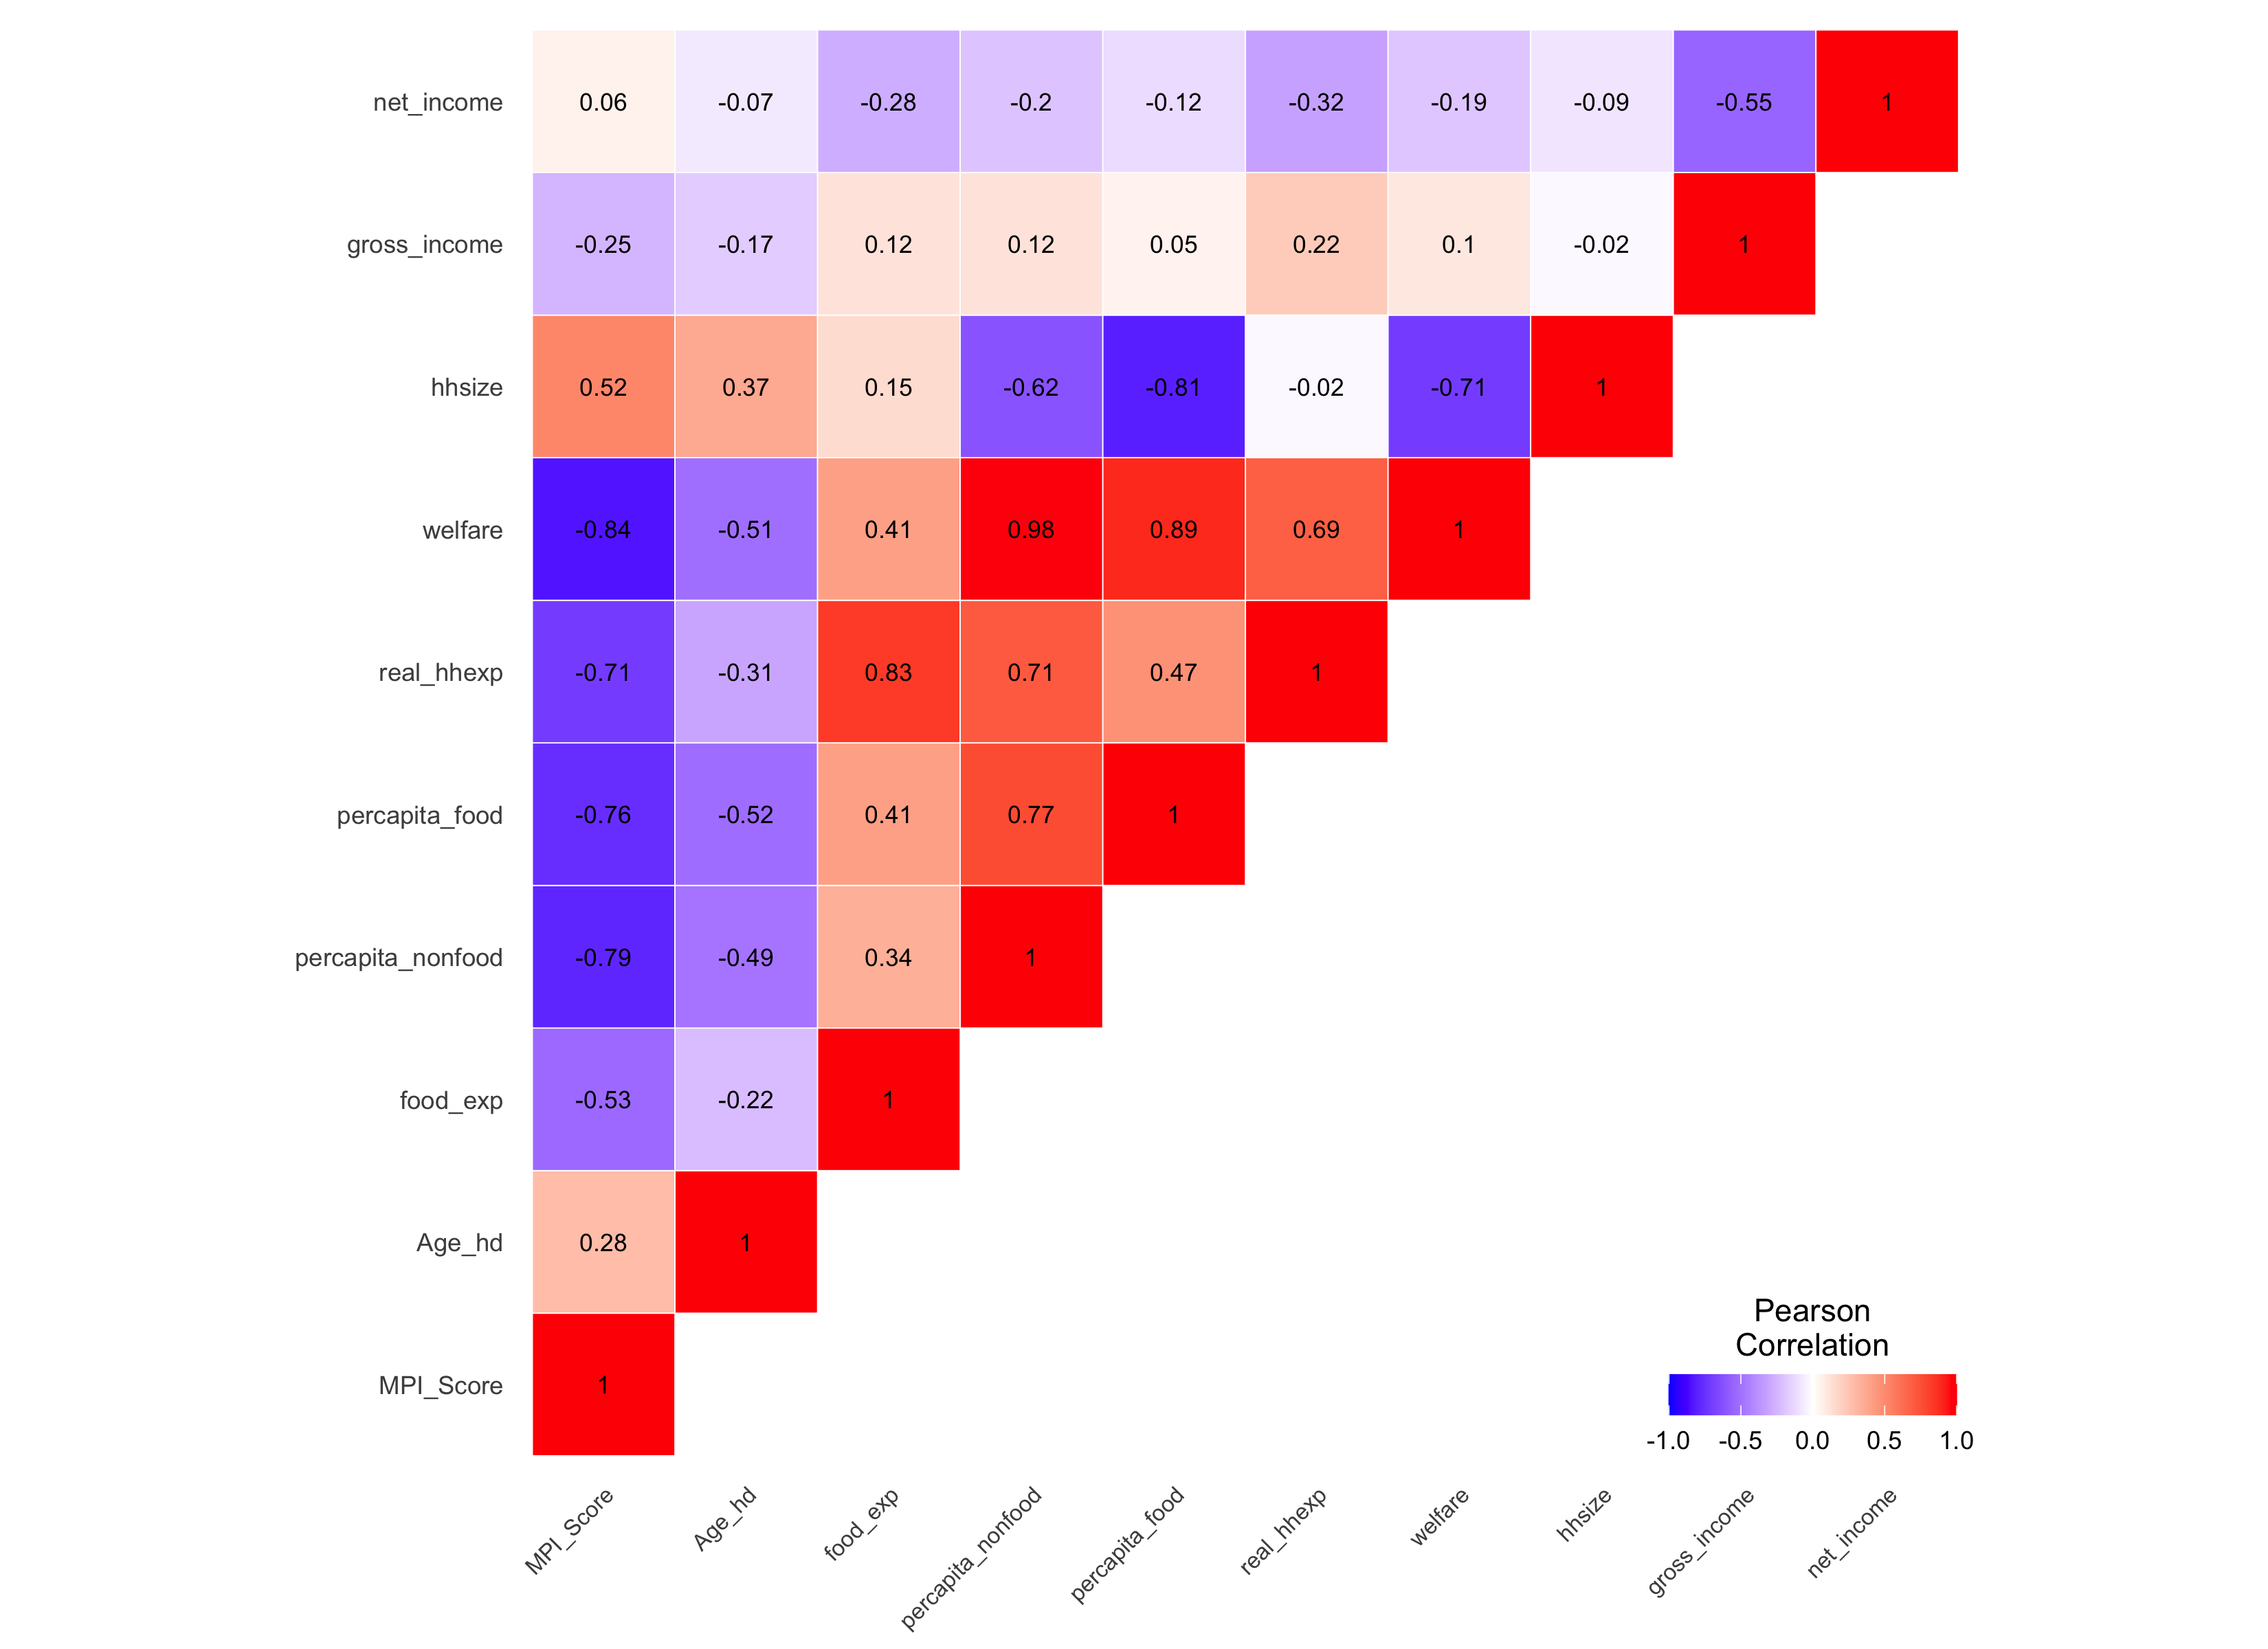 net_income 0.06 -0.07 -0.28 -0.2 -0.12 -0.32 -0.19 -0.09 -0.55 1
gross_income -0.25 -0.17 0.12 0.12 0.05 0.22 0.1 -0.02 1
hhsize 0.52 0.37 0.15 -0.62 -0.81 -0.02 -0.71 1
welfare -0.84 -0.51 0.41 0.98 0.89 0.69 1
real_hhexp -0.71 -0.31 0.83 0.71 0.47 1
percapita_food -0.76 -0.52 0.41 0.77 1
percapita_nonfood -0.79 -0.49 0.34 1
food_exp -0.53 -0.22 1
Age_hd 0.28 1
MPI_Score 1
Pearson
Correlation
-1.0 -0.5 0.0 0.5 1.0
MPI_Score Age_hd food_exp percapita_nonfood percapita_food real_hhexp welfare hhsize gross_income net_income